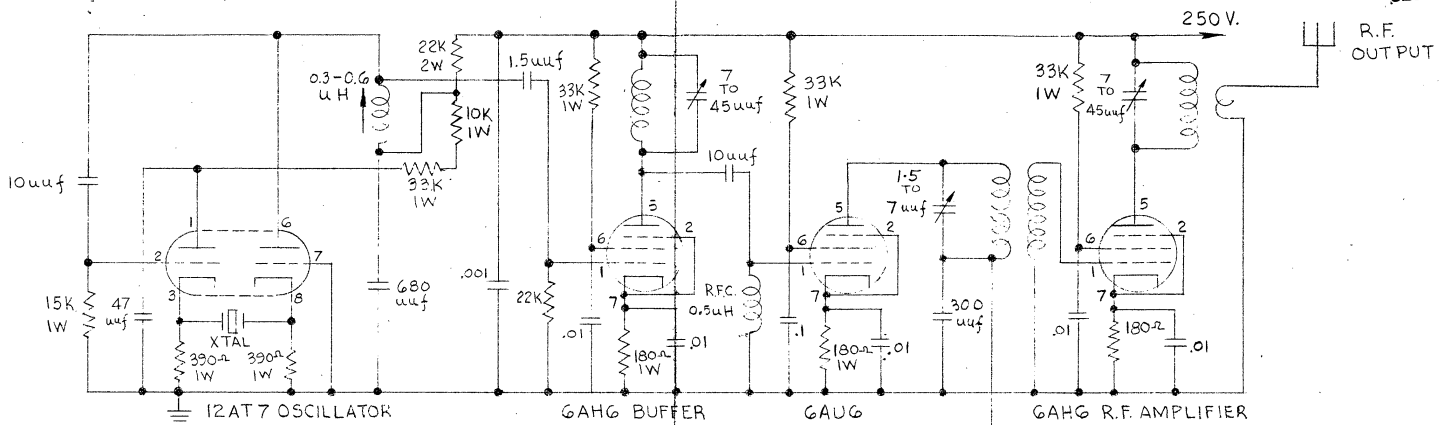 250 V.
R.F.
OUTPUT
0.3-0.6
uH
22K
2W
1.5uuf
33K
1W
7
TO
45uuf
33K
1W
33K
1W
7
TO
45uuf
10K
1W
10uuf
33K
1W
10uuf
1.5
TO
7uuf
1
6
2
7
3
8
5
2
6
1
7
5
2
6
1
7
5
2
6
1
7
15K
1W
47
uuf
XTAL
390Ω
1W
390Ω
1W
680
uuf
.001
22K
.01
180Ω
1W
.01
R.F.C.
0.5uH
.1
180Ω
1W
.01
300
uuf
.01
180Ω
.01
12AT7 OSCILLATOR
6AH6 BUFFER
6AU6
6AH6 R.F. AMPLIFIER